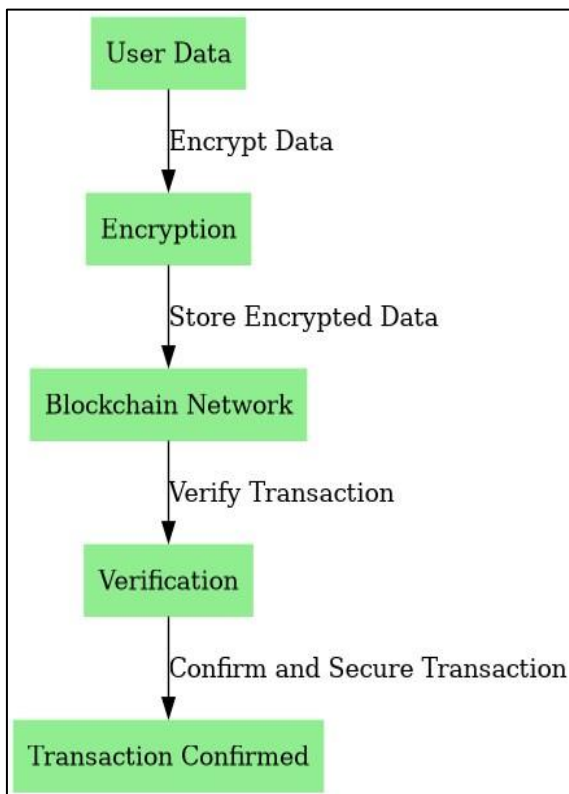 User Data
Encrypt Data
Encryption
Store Encrypted Data
Blockchain Network
Verify Transaction
Verification
Confirm and Secure Transaction
Transaction Confirmed